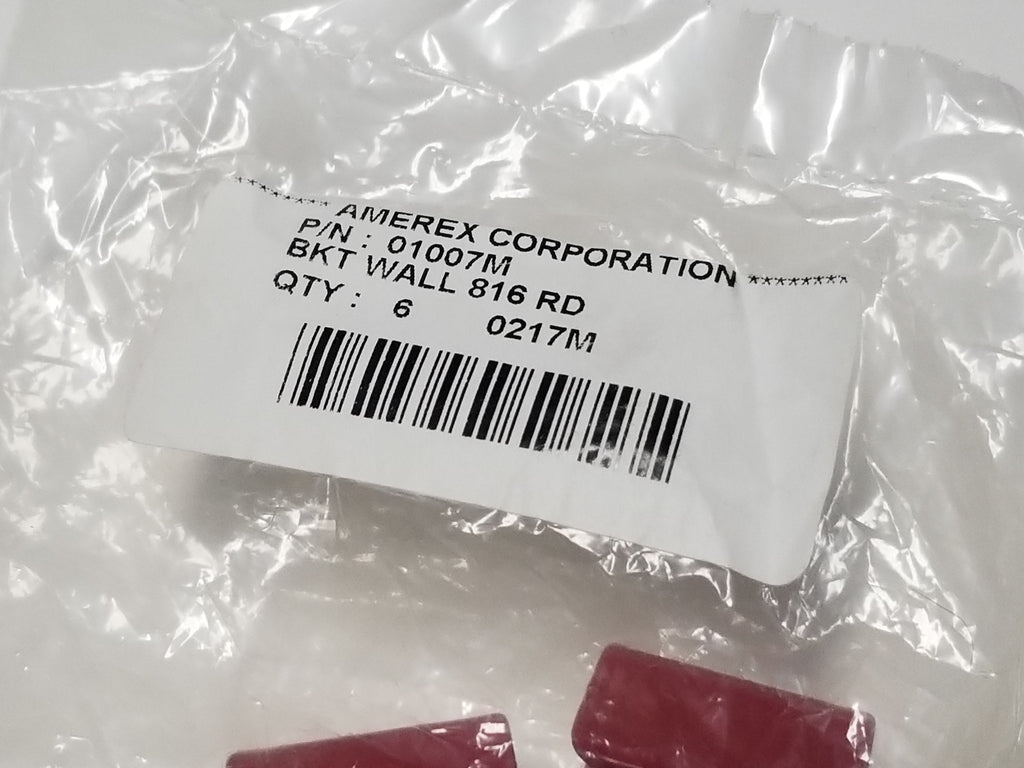 ********* AMEREX CORPORATION *********
P/N : 01007M
BKT WALL 816 RD
QTY : 6 0217M